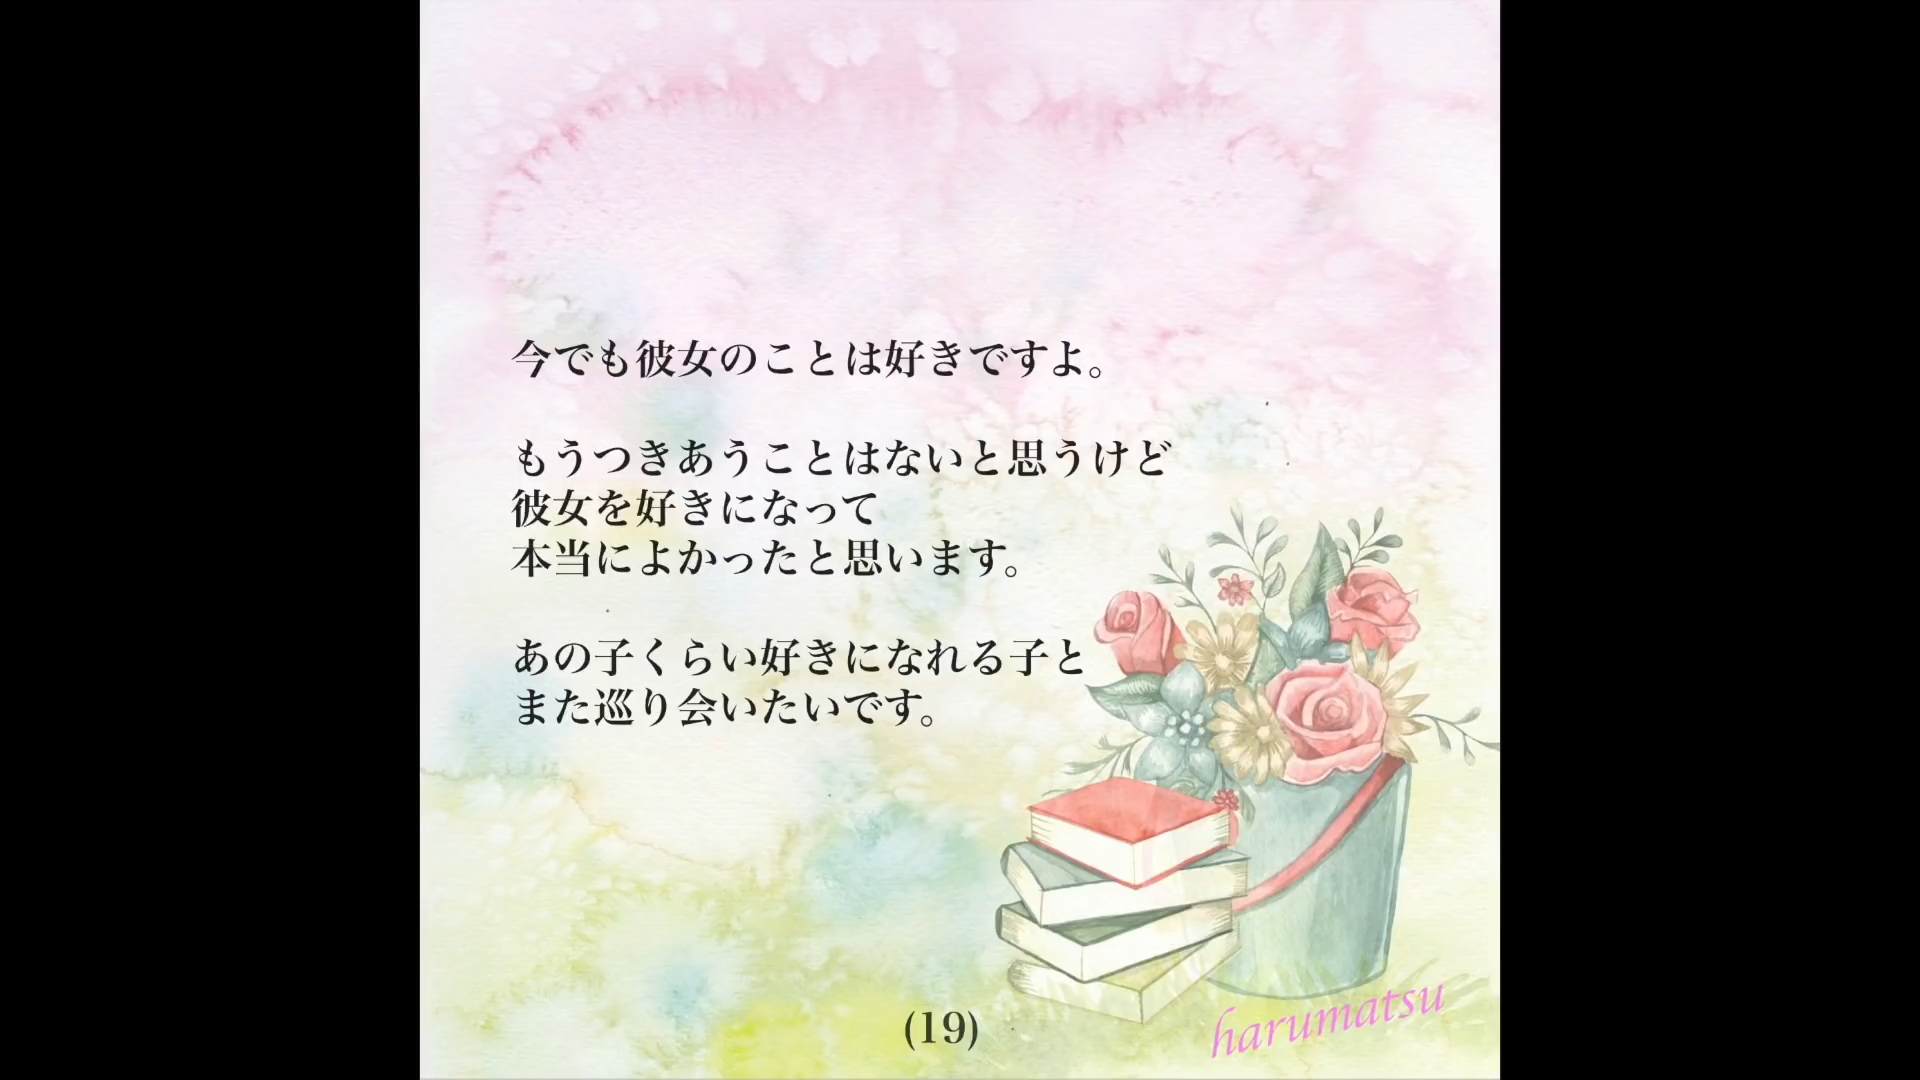 今でも彼女のことは好きですよ。
もうつきあうことはないと思うけど
彼女を好きになって
本当によかったと思います。
あの子くらい好きになれる子と
また巡り会いたいです。
(19)
harumatsu